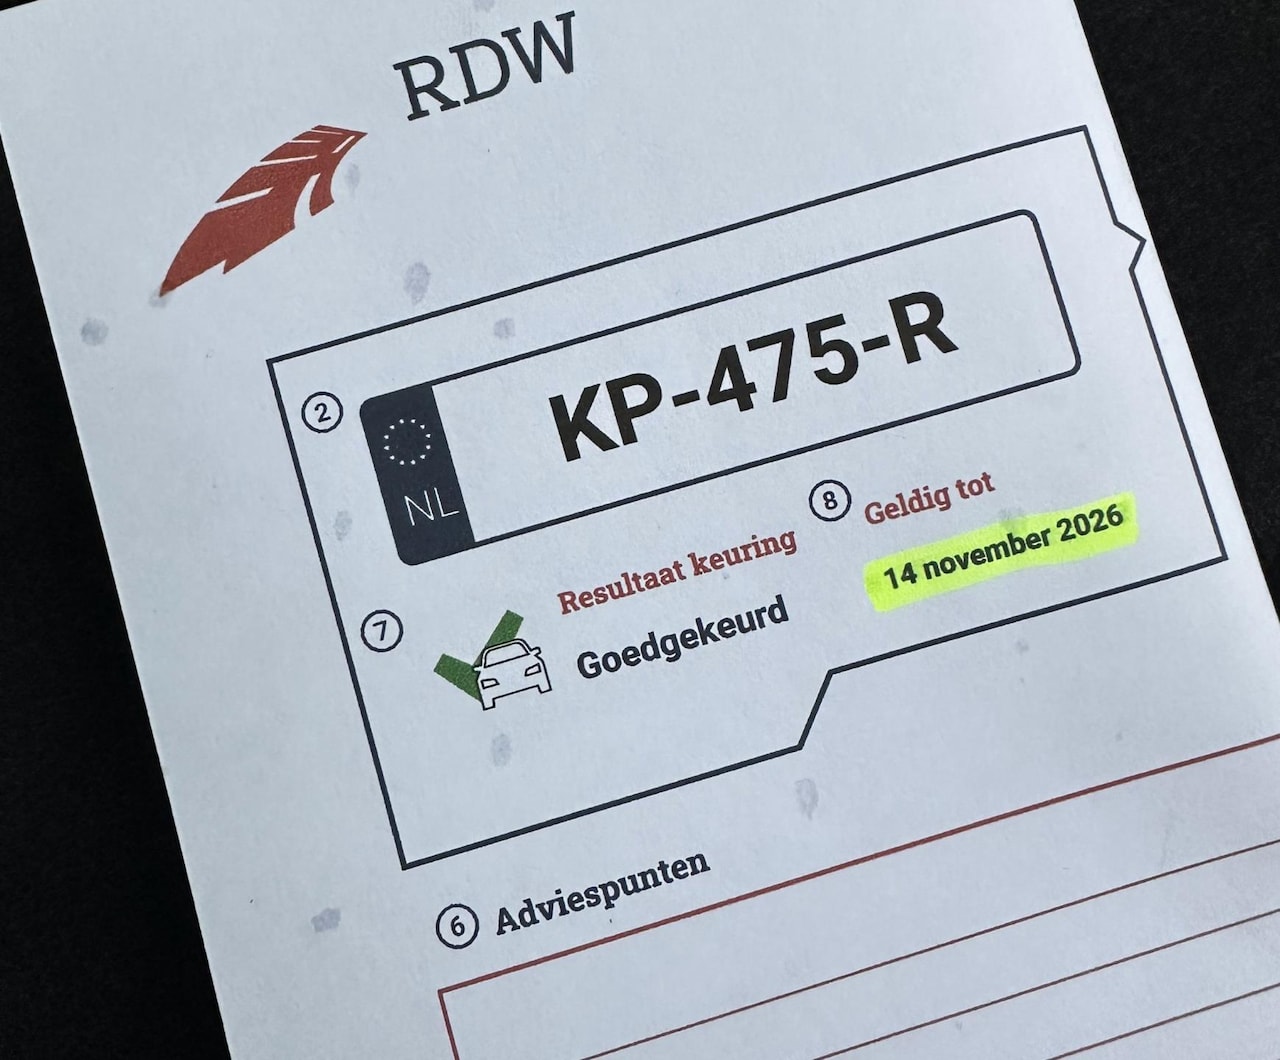 RDW
2
NL
KP-475-R
7
Resultaat keuring
Goedgekeurd
8
Geldig tot
14 november 2026
6 Adviespunten